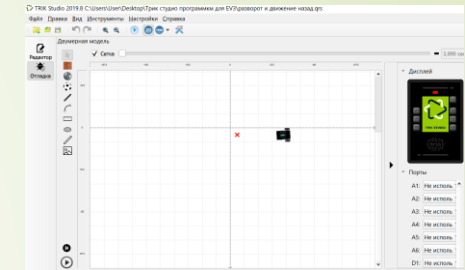 TRIK Studio 2019.8 C:\Users\User\Desktop\Трик студио программки для EV3\разворот и движение назад.qrs
Файл Правка Вид Инструменты Настройки Справка
Редактор
Отладка
Двумерная модель
Сетка
Дисплей
Порты
A1: Не исполь
A2: Не исполь
A3: Не исполь
A4: Не исполь
A5: Не исполь
A6: Не исполь
D1: Не исполь